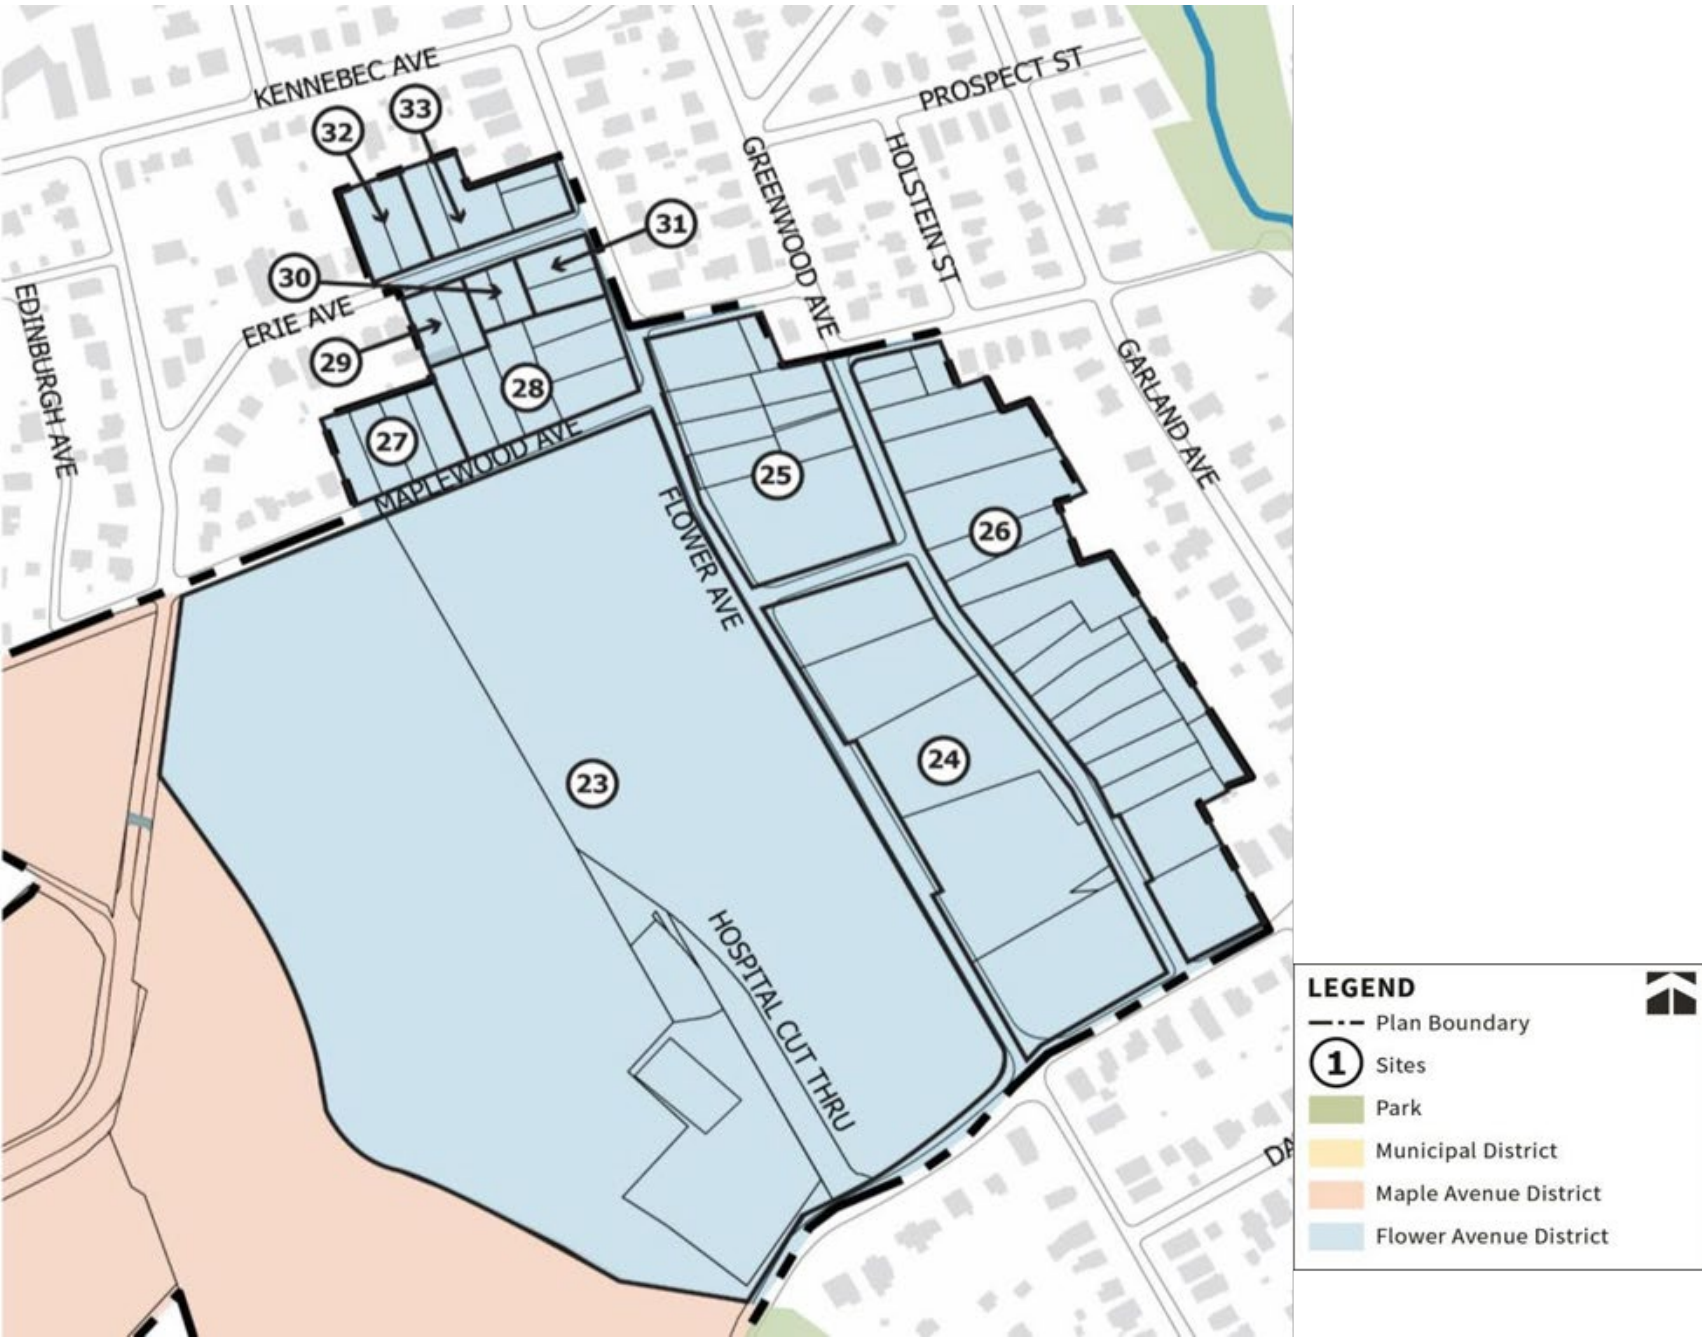 KENNEBEC AVE
PROSPECT ST
33
32
GREENWOOD AVE
HOLSTEIN ST
31
30
EDINBURGH AVE
ERIE AVE
29
28
GARLAND AVE
27
MAPLEWOOD AVE
25
FLOWER AVE
26
24
23
HOSPITAL CUT THRU
LEGEND
Plan Boundary
1 Sites
Park
Municipal District
Maple Avenue District
Flower Avenue District